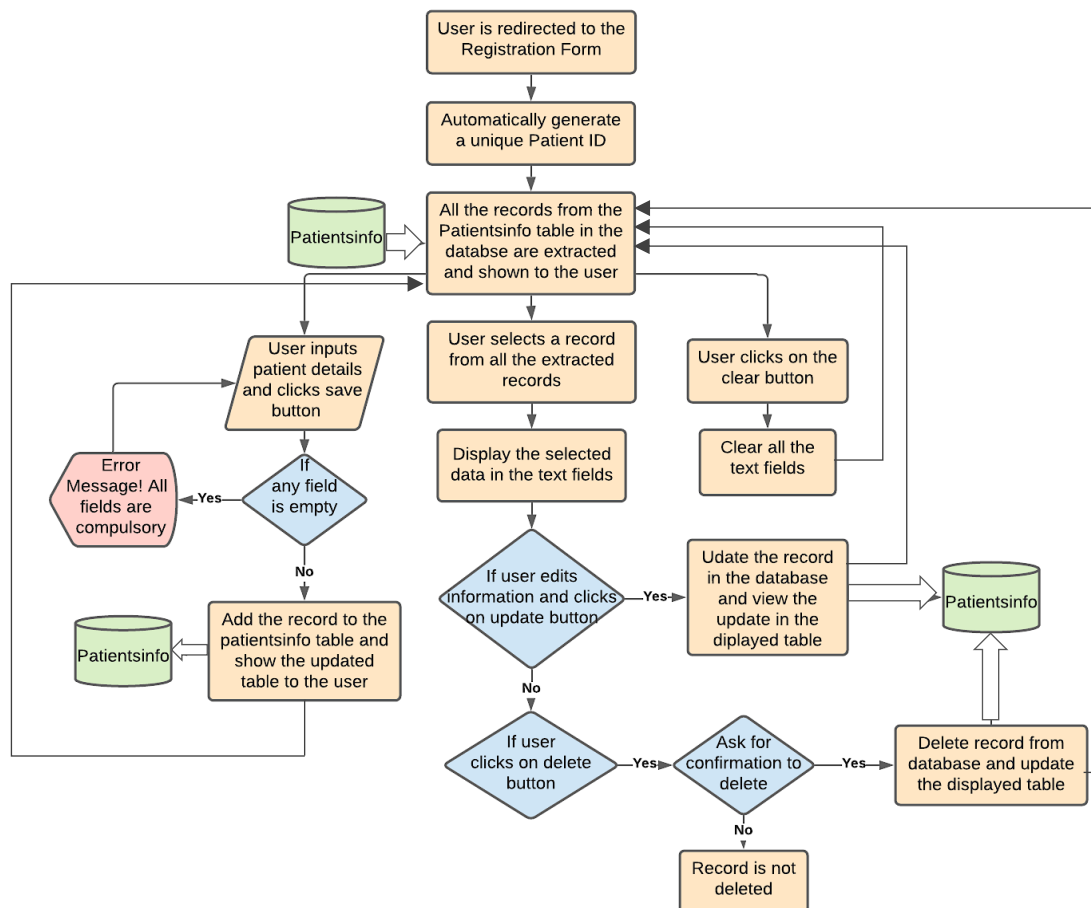 User is redirected to the
Registration Form
Automatically generate
a unique Patient ID
All the records from the
Patientsinfo table in the
databse are extracted
and shown to the user
Patientsinfo
User inputs
patient details
and clicks save
button
User selects a record
from all the extracted
records
User clicks on the
clear button
Display the selected
data in the text fields
Clear all the
text fields
Error
Message! All
fields are
compulsory
Yes
If
any field
is empty
No
If user edits
information and clicks
on update button
Yes
Udate the record
in the database
and view the
update in the
diplayed table
Patientsinfo
Add the record to the
patientsinfo table and
show the updated
table to the user
Patientsinfo
No
If user
clicks on delete
button
Yes
Ask for
confirmation to
delete
Yes
Delete record from
database and update
the displayed table
No
Record is not
deleted